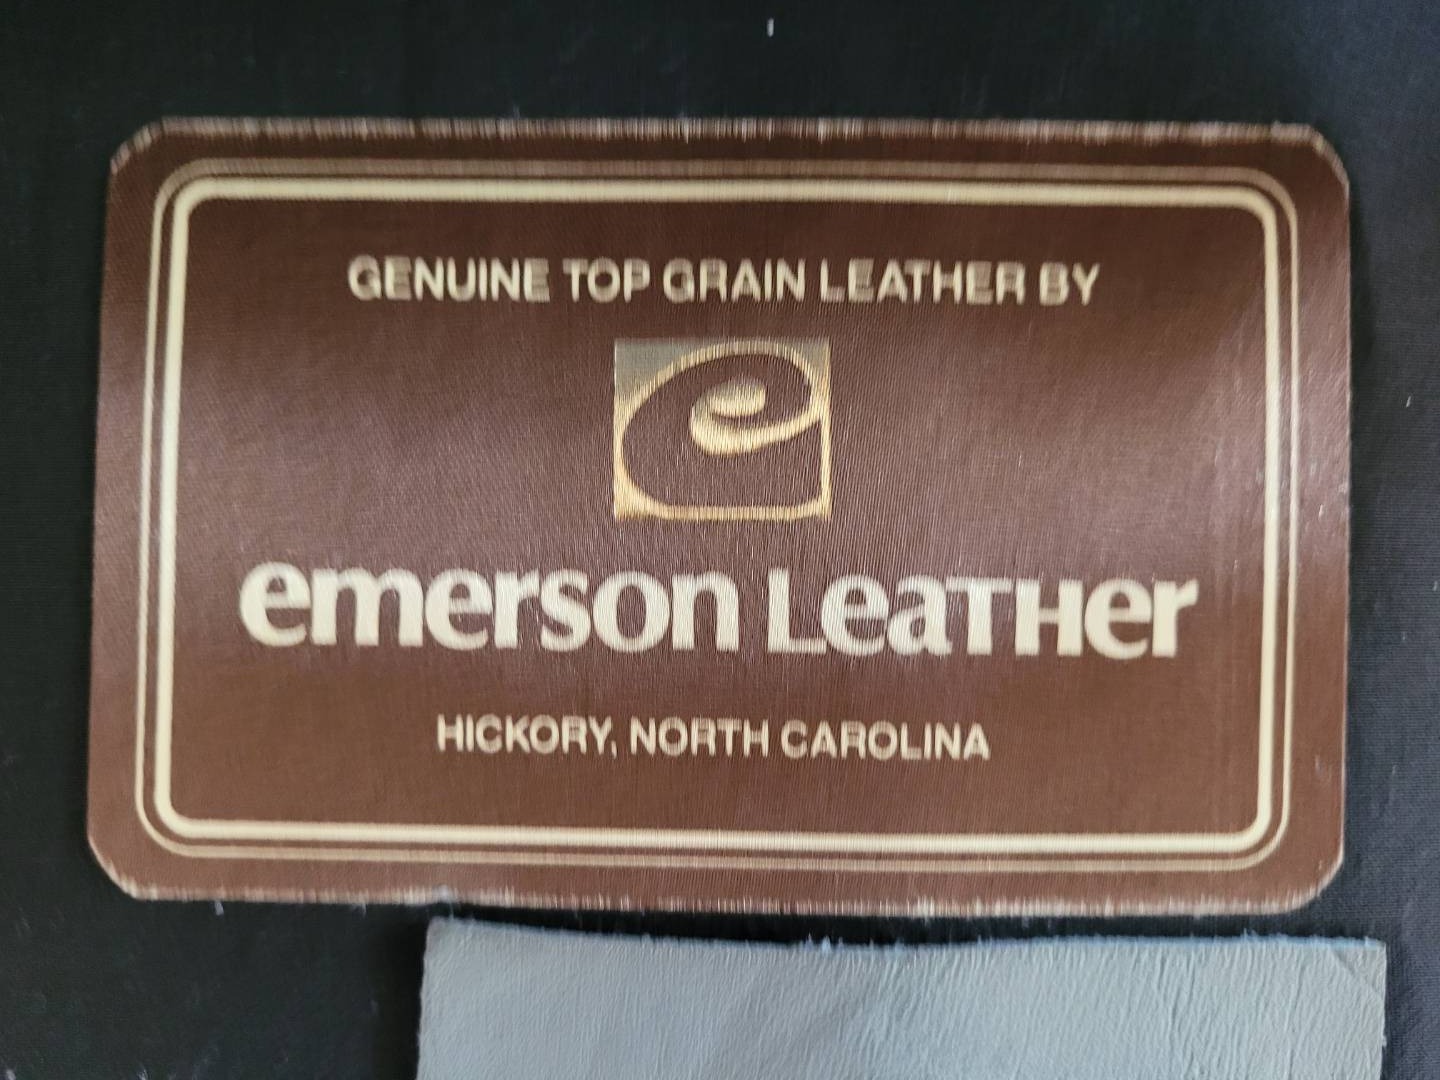 GENUINE TOP GRAIN LEATHER BY
e
emerson LeaTHer
HICKORY, NORTH CAROLINA